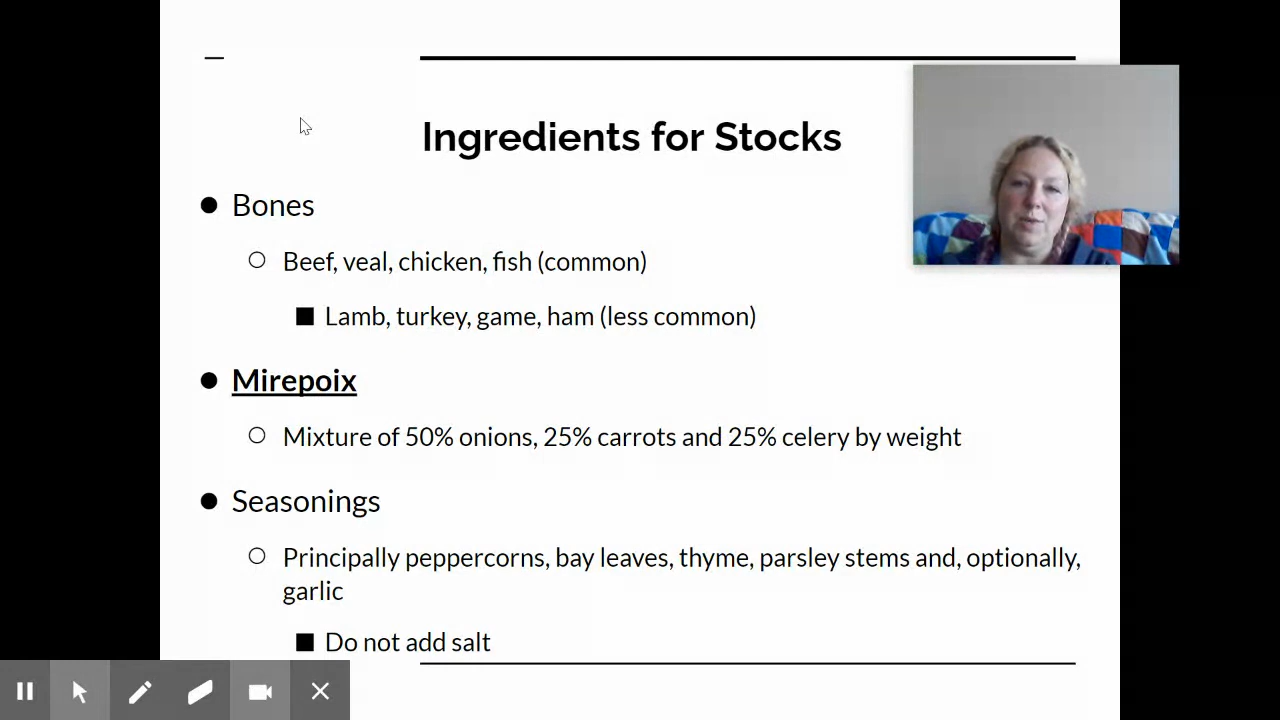 Ingredients for Stocks
Bones
Beef, veal, chicken, fish (common)
Lamb, turkey, game, ham (less common)
Mirepoix
Mixture of 50% onions, 25% carrots and 25% celery by weight
Seasonings
Principally peppercorns, bay leaves, thyme, parsley stems and, optionally,
garlic
Do not add salt